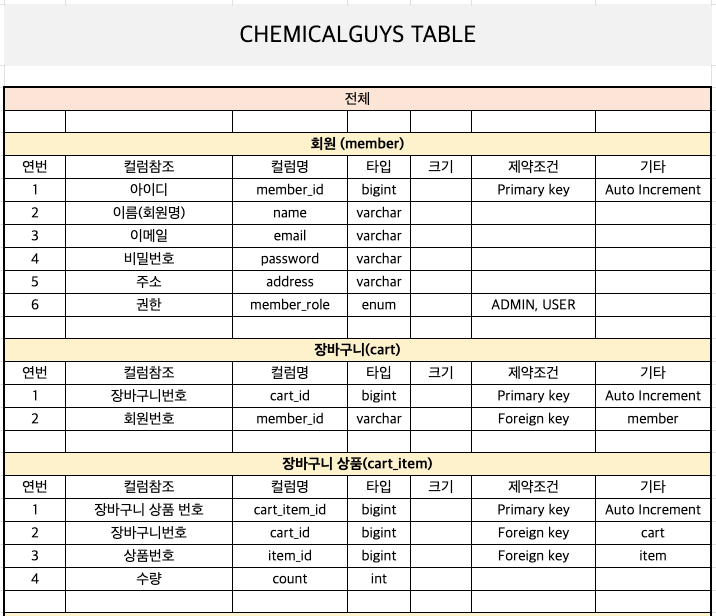 CHEMICALGUYS TABLE
전체
회원 (member)
연번 컬럼참조 컬럼명 타입 크기 제약조건 기타
1 아이디 member_id bigint Primary key Auto Increment
2 이름(회원명) name varchar
3 이메일 email varchar
4 비밀번호 password varchar
5 주소 address varchar
6 권한 member_role enum ADMIN, USER
장바구니(cart)
연번 컬럼참조 컬럼명 타입 크기 제약조건 기타
1 장바구니번호 cart_id bigint Primary key Auto Increment
2 회원번호 member_id varchar Foreign key member
장바구니 상품(cart_item)
연번 컬럼참조 컬럼명 타입 크기 제약조건 기타
1 장바구니 상품 번호 cart_item_id bigint Primary key Auto Increment
2 장바구니번호 cart_id bigint Foreign key cart
3 상품번호 item_id bigint Foreign key item
4 수량 count int